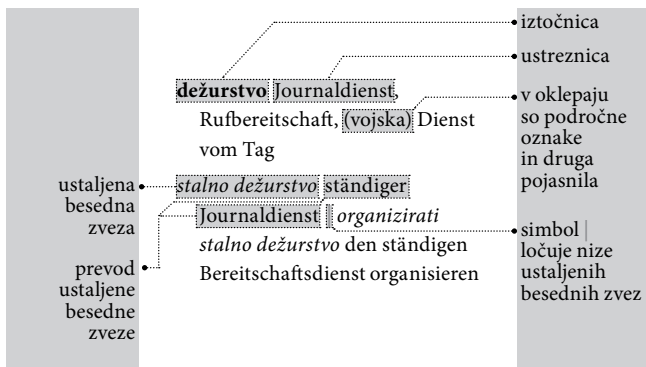 iztočnica
ustreznica
dežurstvo Journaldienst,
Rufbereitschaft, (vojska) Dienst
vom Tag
v oklepaju
so področne
oznake
in druga
pojasnila
ustaljena
besedna
zveza
stalno dežurstvo ständiger
Journaldienst | organizirati
stalno dežurstvo den ständigen
Bereitschaftsdienst organisieren
prevod
ustaljene
besedne
zveze
simbol |
ločuje nize
ustaljenih
besednih zvez